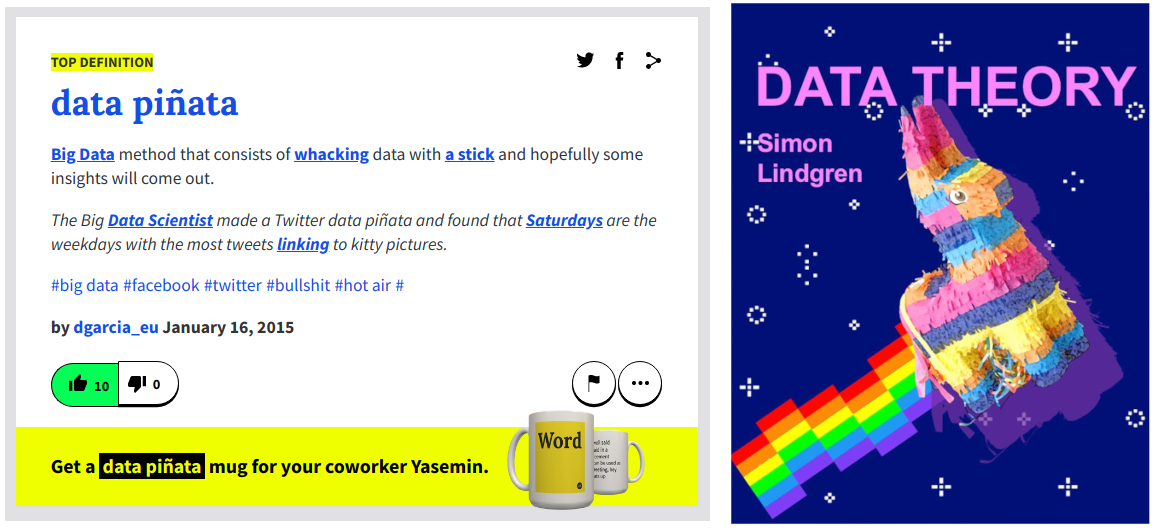 TOP DEFINITION
data piñata
Big Data method that consists of whacking data with a stick and hopefully some
insights will come out.
The Big Data Scientist made a Twitter data piñata and found that Saturdays are the
weekdays with the most tweets linking to kitty pictures.
#big data #facebook #twitter #bullshit #hot air #
by dgarcia_eu January 16, 2015
10
0
Word
Get a data piñata mug for your coworker Yasemin.
DATA THEORY
Simon
Lindgren